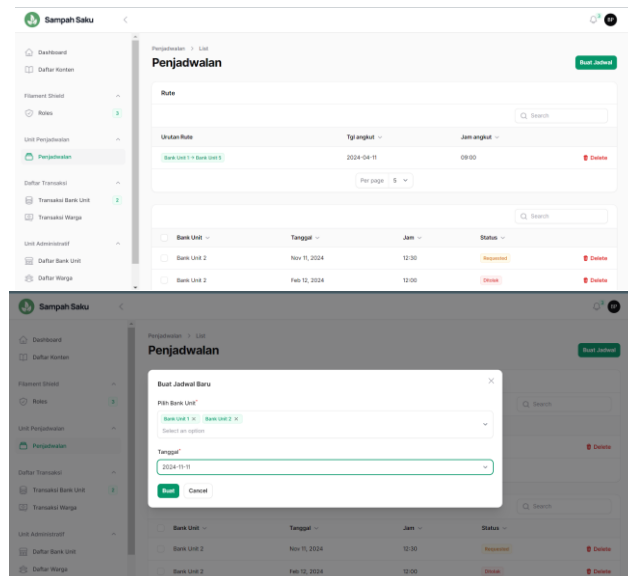 Sampah Saku
2
BP
Dashboard
Daftar Konten
Filament Shield
Roles 3
Unit Penjadwalan
Penjadwalan
Daftar Transaksi
Transaksi Bank Unit 2
Transaksi Warga
Unit Administratif
Daftar Bank Unit
Daftar Warga
Penjadwalan > List
Penjadwalan
Buat Jadwal
Rute
Search
Urutan Rute Tgl angkut Jam angkut
Bank Unit 1 → Bank Unit 5 2024-04-11 09:00 Delete
Per page 5
Search
Bank Unit Tanggal Jam Status
Bank Unit 2 Nov 11, 2024 12:30 Requested Delete
Bank Unit 2 Feb 12, 2024 12:00 Ditolak Delete
Sampah Saku
BP
Dashboard
Daftar Konten
Filament Shield
Roles
Unit Penjadwalan
Penjadwalan
Daftar Transaksi
Transaksi Bank Unit
Transaksi Warga
Unit Administratif
Daftar Bank Unit
Daftar Warga
Penjadwalan > List
Penjadwalan
Buat Jadwal
Buat Jadwal Baru
Pilih Bank Unit*
Bank Unit 1 × Bank Unit 2 ×
Select an option
Tanggal*
2024-11-11
Buat Cancel
Search
Delete
Search
Bank Unit Tanggal Jam Status
Bank Unit 2 Nov 11, 2024 12:30 Requested Delete
Bank Unit 2 Feb 12, 2024 12:00 Ditolak Delete